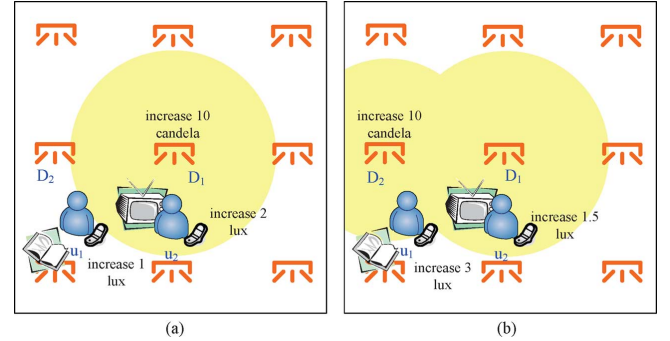 increase 10
candela
D₂
D₁
increase 2
lux
u₁
increase 1
lux
u₂
(a)
increase 10
candela
D₂
D₁
increase 1.5
lux
u₁
increase 3
lux
u₂
(b)